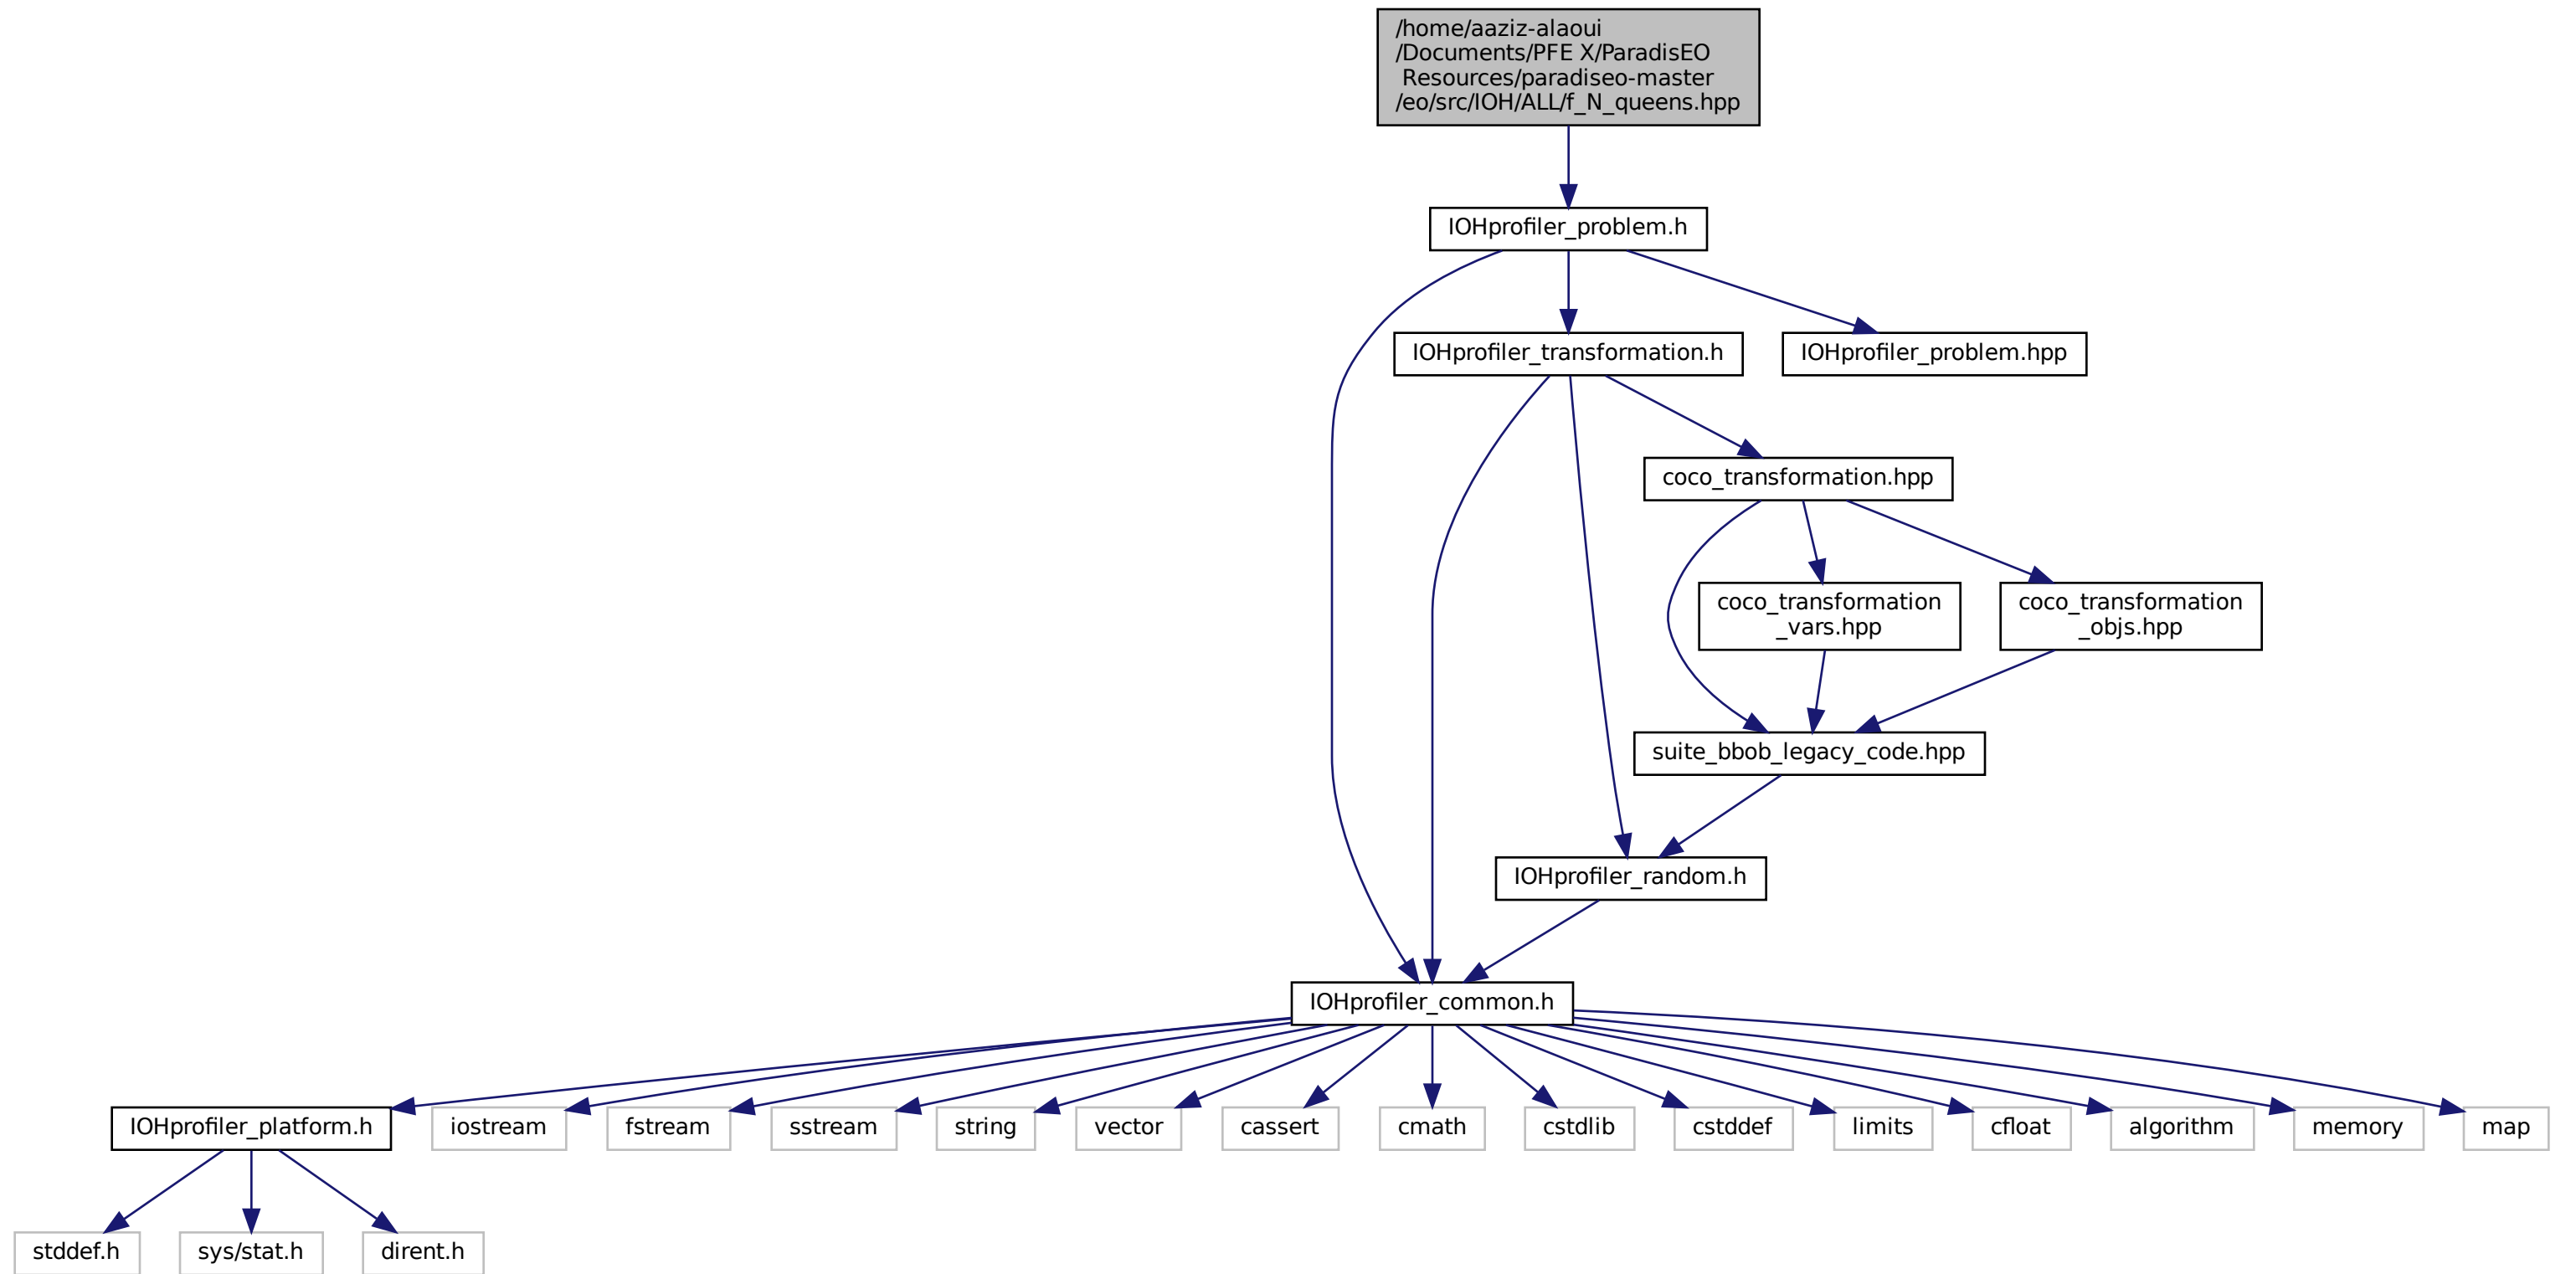 /home/aaziz-alaoui
/Documents/PFE X/ParadisEO
Resources/paradiseo-master
/eo/src/IOH/ALL/f_N_queens.hpp
IOHprofiler_problem.h
IOHprofiler_transformation.h
IOHprofiler_problem.hpp
coco_transformation.hpp
coco_transformation
_vars.hpp
coco_transformation
_objs.hpp
suite_bbob_legacy_code.hpp
IOHprofiler_random.h
IOHprofiler_common.h
IOHprofiler_platform.h
iostream
fstream
sstream
string
vector
cassert
cmath
cstdlib
cstddef
limits
cfloat
algorithm
memory
map
stddef.h
sys/stat.h
dirent.h